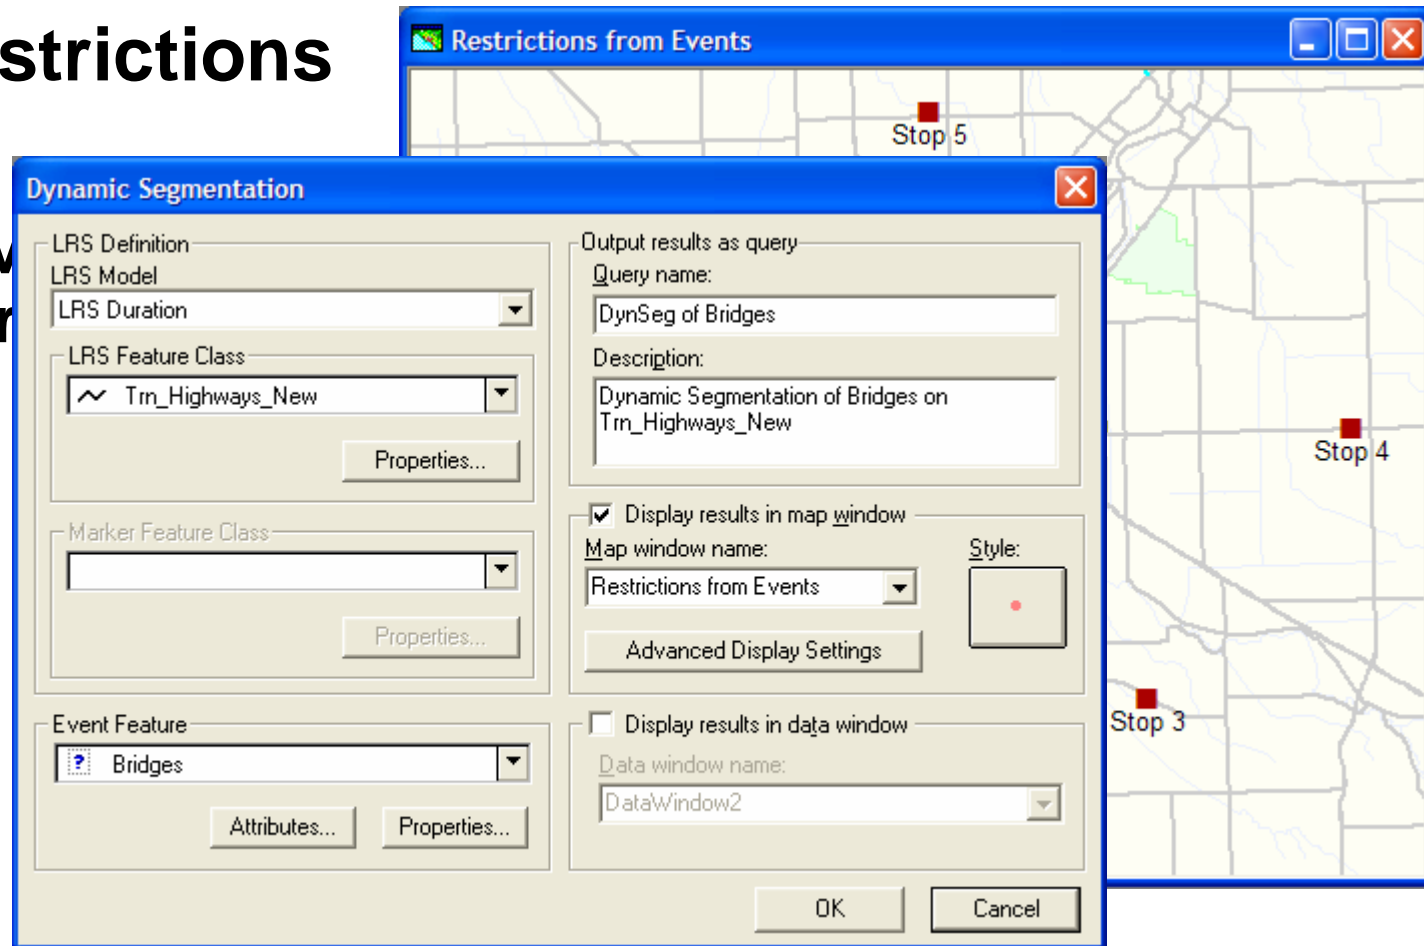 strictions
Restrictions from Events
Stop 5
Stop 4
Stop 3
Dynamic Segmentation
LRS Definition
LRS Model
LRS Duration
LRS Feature Class
Trn_Highways_New
Properties...
Marker Feature Class
Properties...
Event Feature
? Bridges
Attributes... Properties...
Output results as query
Query name:
DynSeg of Bridges
Description:
Dynamic Segmentation of Bridges on
Trn_Highways_New
Display results in map window
Map window name: Style:
Restrictions from Events
Advanced Display Settings
Display results in data window
Data window name:
DataWindow2
OK Cancel